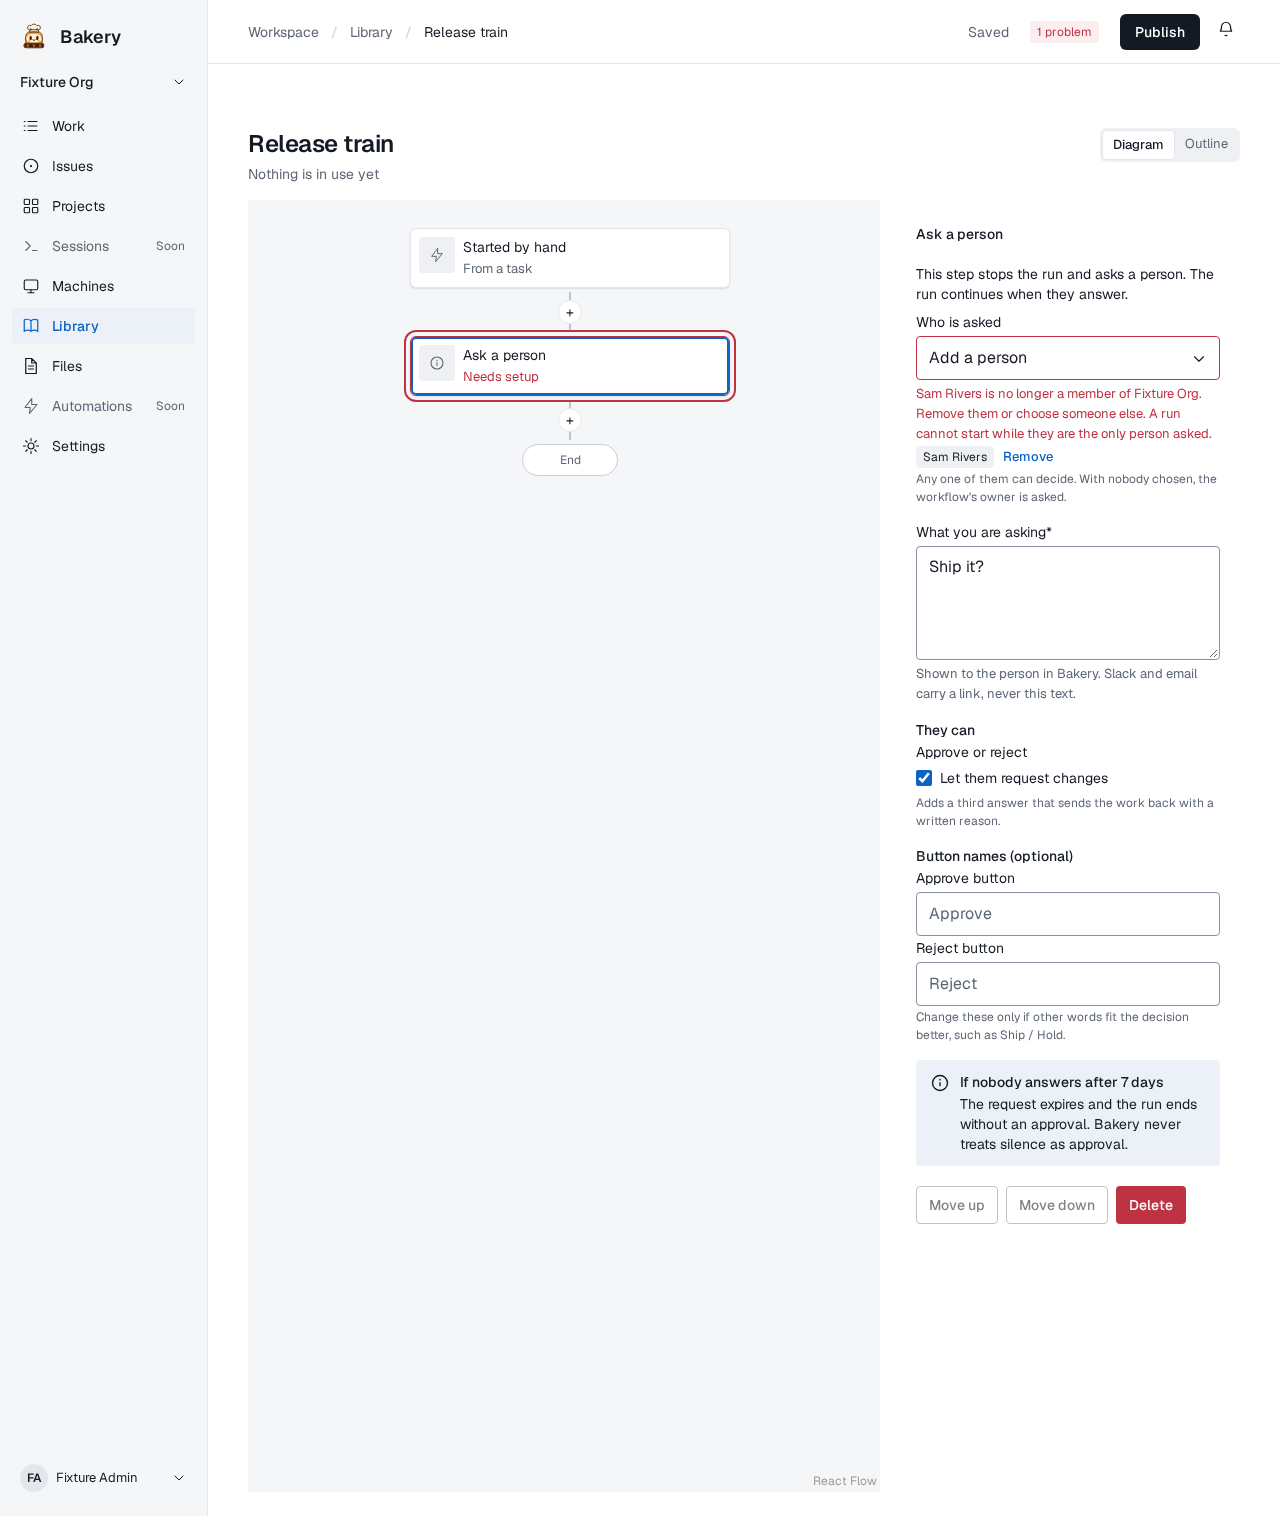 Bakery
Fixture Org
Work
Issues
Projects
Sessions Soon
Machines
Library
Files
Automations Soon
Settings
FA Fixture Admin
Workspace / Library / Release train
Saved 1 problem Publish
Release train
Nothing is in use yet
Diagram Outline
Started by hand
From a task
+
Ask a person
Needs setup
+
End
React Flow
Ask a person
This step stops the run and asks a person. The
run continues when they answer.
Who is asked
Add a person
Sam Rivers is no longer a member of Fixture Org.
Remove them or choose someone else. A run
cannot start while they are the only person asked.
Sam Rivers Remove
Any one of them can decide. With nobody chosen, the
workflow's owner is asked.
What you are asking*
Ship it?
Shown to the person in Bakery. Slack and email
carry a link, never this text.
They can
Approve or reject
Let them request changes
Adds a third answer that sends the work back with a
written reason.
Button names (optional)
Approve button
Approve
Reject button
Reject
Change these only if other words fit the decision
better, such as Ship / Hold.
If nobody answers after 7 days
The request expires and the run ends
without an approval. Bakery never
treats silence as approval.
Move up Move down Delete